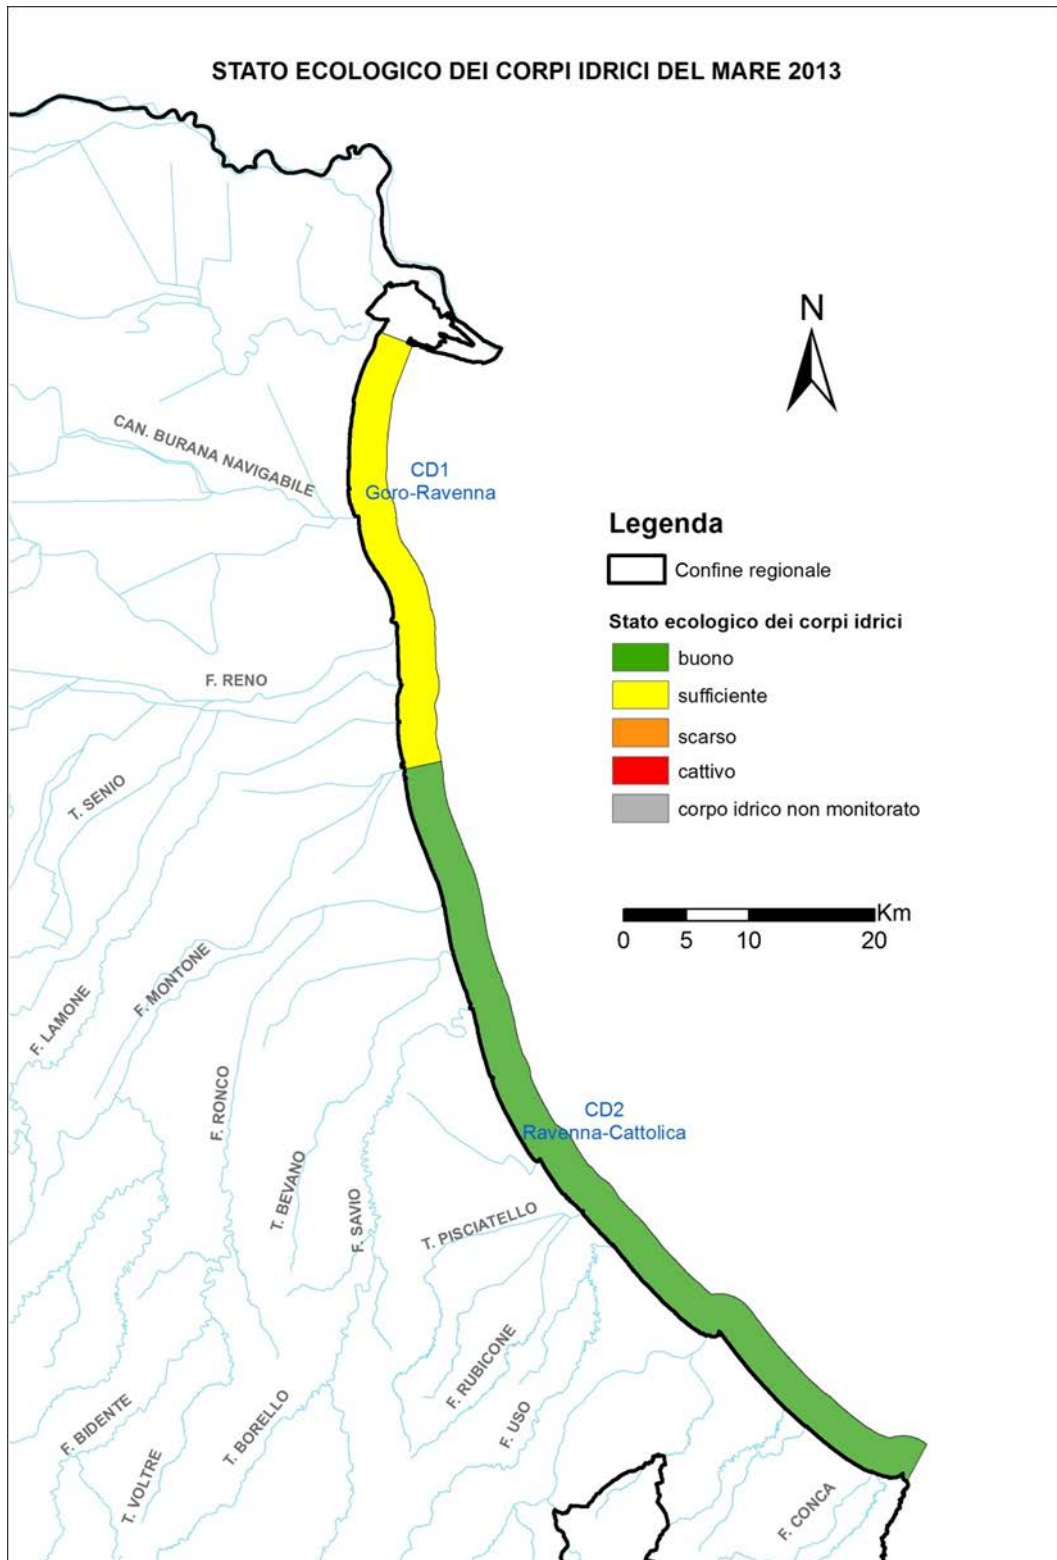 STATO ECOLOGICO DEI CORPI IDRICI DEL MARE 2013
N
CAN. BURANA NAVIGABILE
CD1
Goro-Ravenna
Legenda
Confine regionale
Stato ecologico dei corpi idrici
buono
sufficiente
scarso
cattivo
corpo idrico non monitorato
F. RENO
T. SENIO
Km
0 5 10 20
F. MONTONE
F. LAMONE
F. RONCO
CD2
Ravenna-Cattolica
T. BEVANO
F. SAVIO
T. PISCIATELLO
F. RUBICONE
F. USO
F. BIDENTE
T. BORELLO
T. VOLTRE
F. CONCA